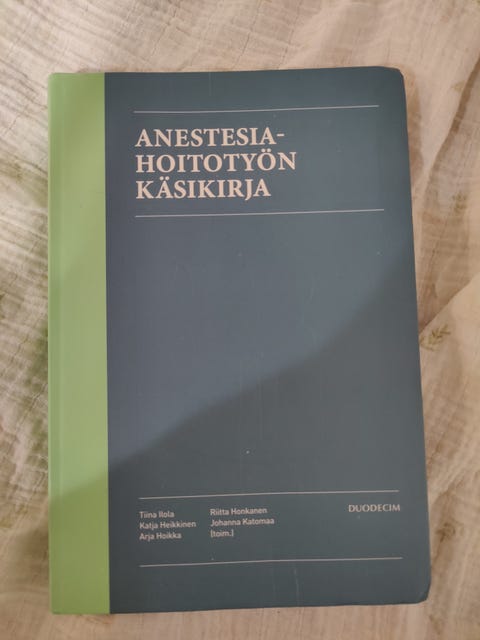 ANESTESIA-
HOITOTYÖN
KÄSIKIRJA
Tiina Ilola
Katja Heikkinen
Arja Hoikka
Riitta Honkanen
Johanna Katomaa
(toim.)
DUODECIM